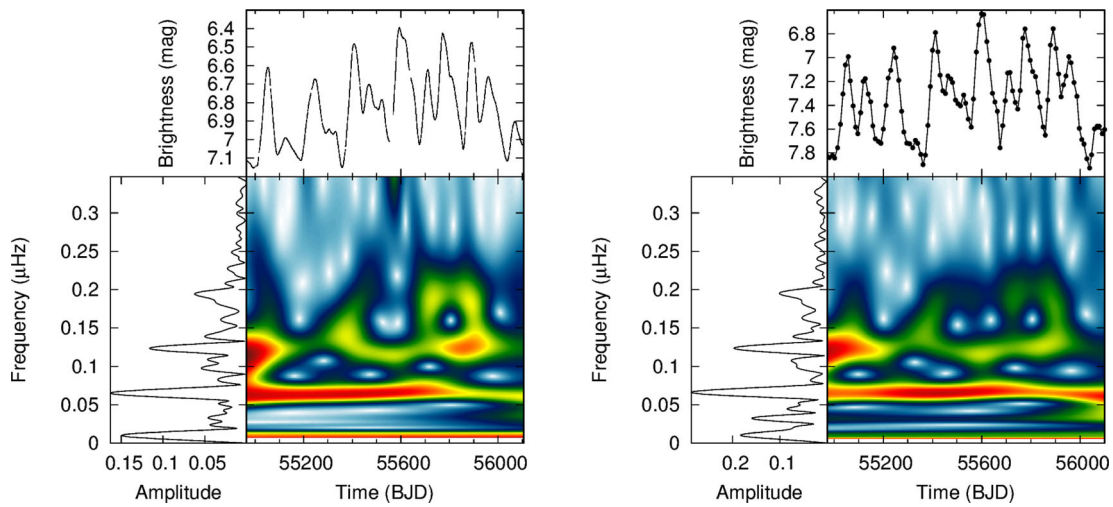 Brightness (mag)
6.4
6.5
6.6
6.7
6.8
6.9
7
7.1
Frequency (μHz)
0.3
0.25
0.2
0.15
0.1
0.05
0
0.15 0.1 0.05
Amplitude
55200 55600 56000
Time (BJD)
Brightness (mag)
6.8
7
7.2
7.4
7.6
7.8
Frequency (μHz)
0.3
0.25
0.2
0.15
0.1
0.05
0
0.2 0.1
Amplitude
55200 55600 56000
Time (BJD)